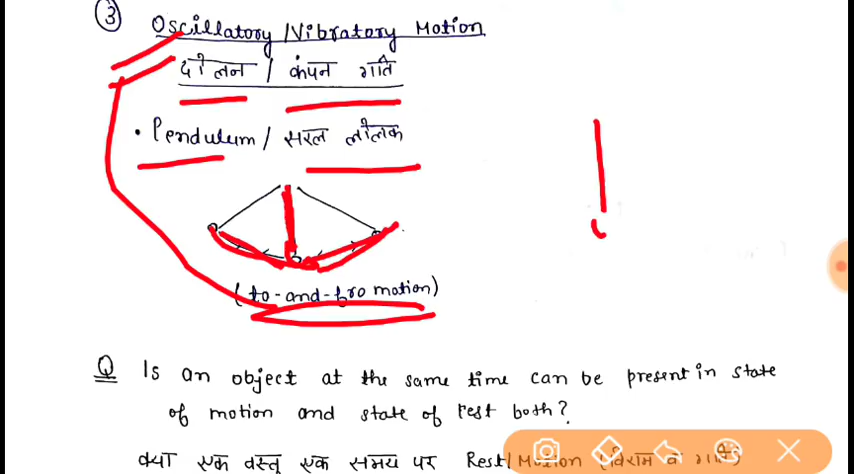 ③ Oscillatory/Vibratory Motion
दोलन / कंपन गति
• Pendulum / सरल लोलक
(to-and-fro motion)
Q Is an object at the same time can be present in state
of motion and state of rest both?
क्या एक वस्तु एक समय पर Rest/Motion (विराम व गति